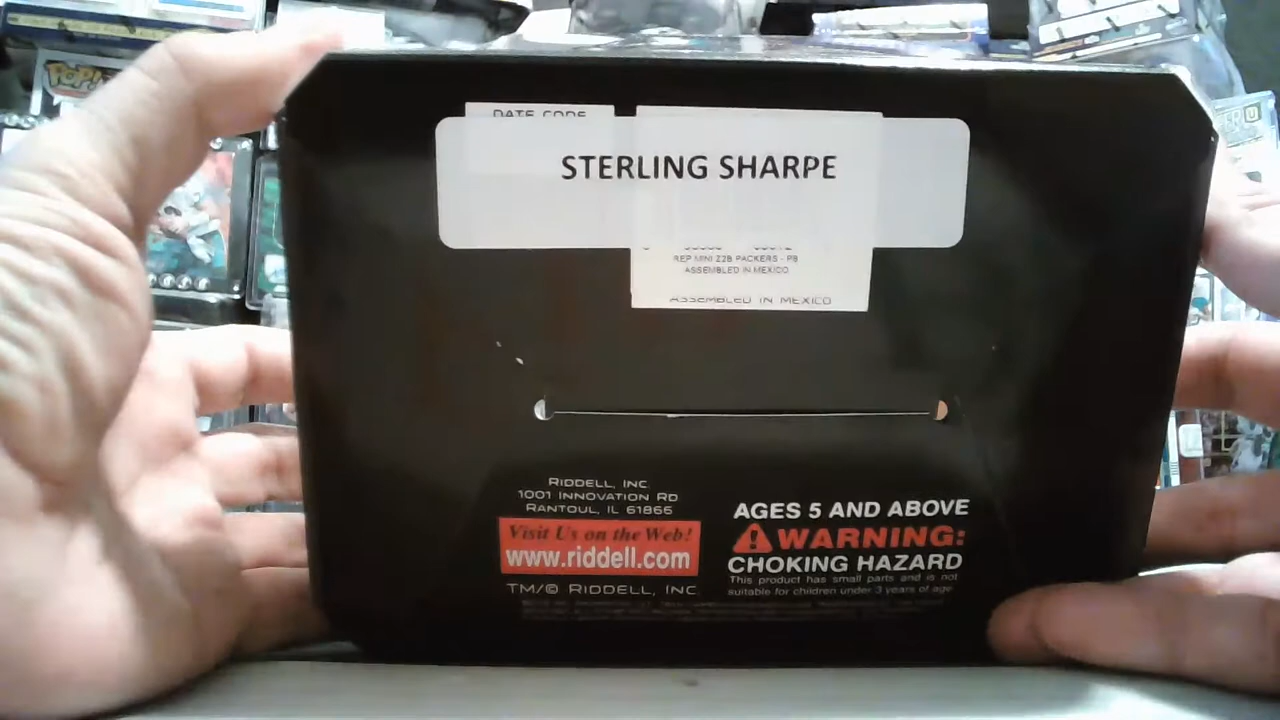 POP!
DATE CODE
STERLING SHARPE
REP MINI Z2B PACKERS - PB
ASSEMBLED IN MEXICO
ASSEMBLED IN MEXICO
RIDDELL, INC.
1001 INNOVATION RD
RANTOUL, IL 61866
Visit Us on the Web!
www.riddell.com
TM/© RIDDELL, INC
AGES 5 AND ABOVE
WARNING:
CHOKING HAZARD
This product has small parts and is not
suitable for children under 3 years of age